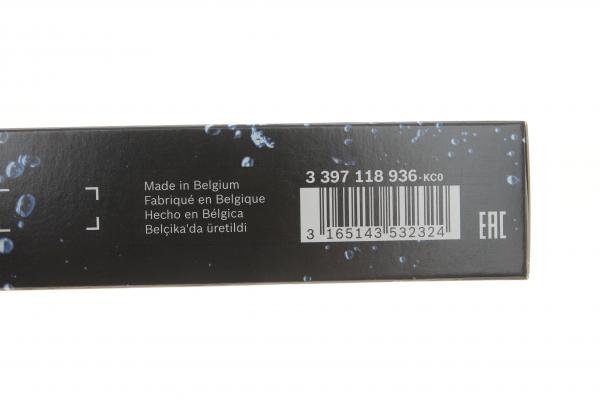 Made in Belgium
Fabriqué en Belgique
Hecho en Bélgica
Belçika'da üretildi
3 397 118 936-KC0
3 165143 532324
EAC